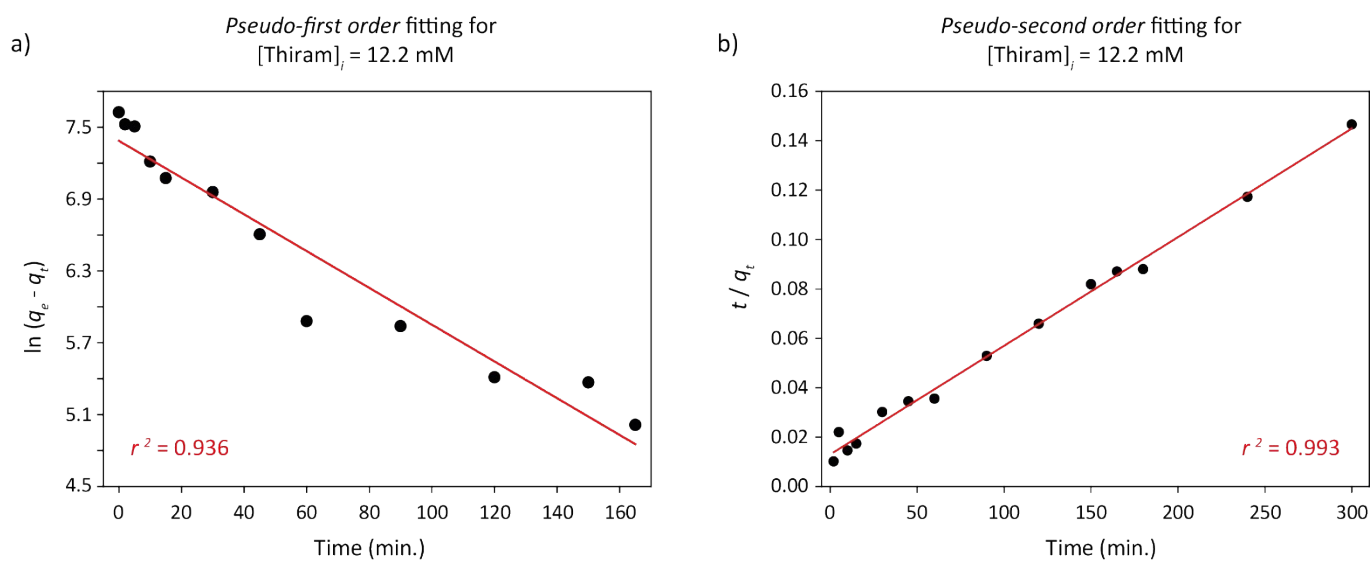 a)
Pseudo-first order fitting for
[Thiram]i = 12.2 mM
7.5
6.9
6.3
5.7
5.1
4.5
ln (qe - qt)
r 2 = 0.936
0 20 40 60 80 100 120 140 160
Time (min.)
b)
Pseudo-second order fitting for
[Thiram]i = 12.2 mM
0.16
0.14
0.12
0.10
0.08
0.06
0.04
0.02
0.00
t / qt
r 2 = 0.993
0 50 100 150 200 250 300
Time (min.)